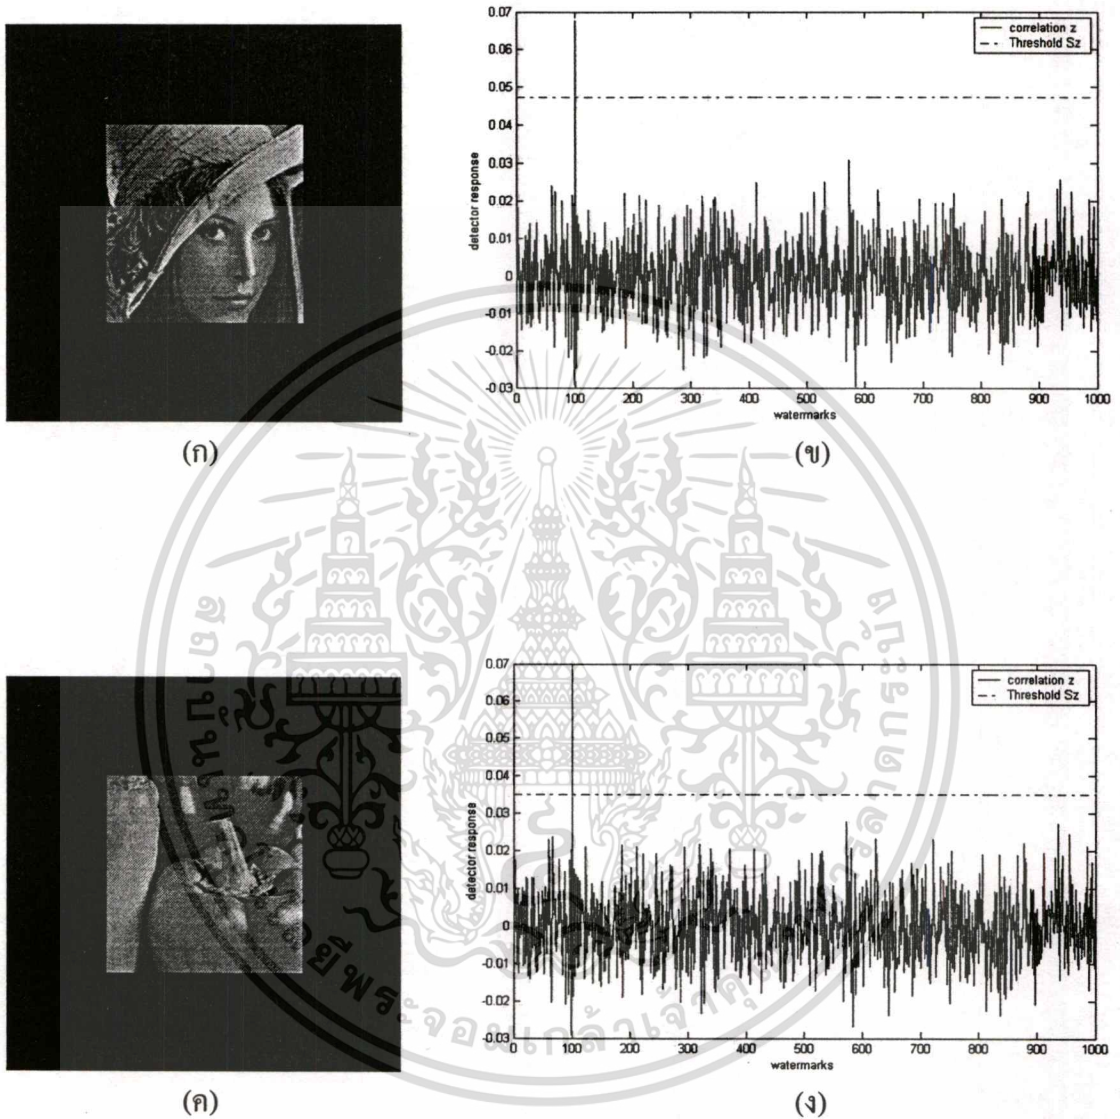 0.07
0.06
0.05
0.04
0.03
0.02
0.01
0
-0.01
-0.02
-0.03
detector response
correlation z
Threshold Sz
0 100 200 300 400 500 600 700 800 900 1000
watermarks
(ก)
(ข)
0.07
0.06
0.05
0.04
0.03
0.02
0.01
0
-0.01
-0.02
-0.03
detector response
correlation z
Threshold Sz
0 100 200 300 400 500 600 700 800 900 1000
watermarks
(ค)
(ง)